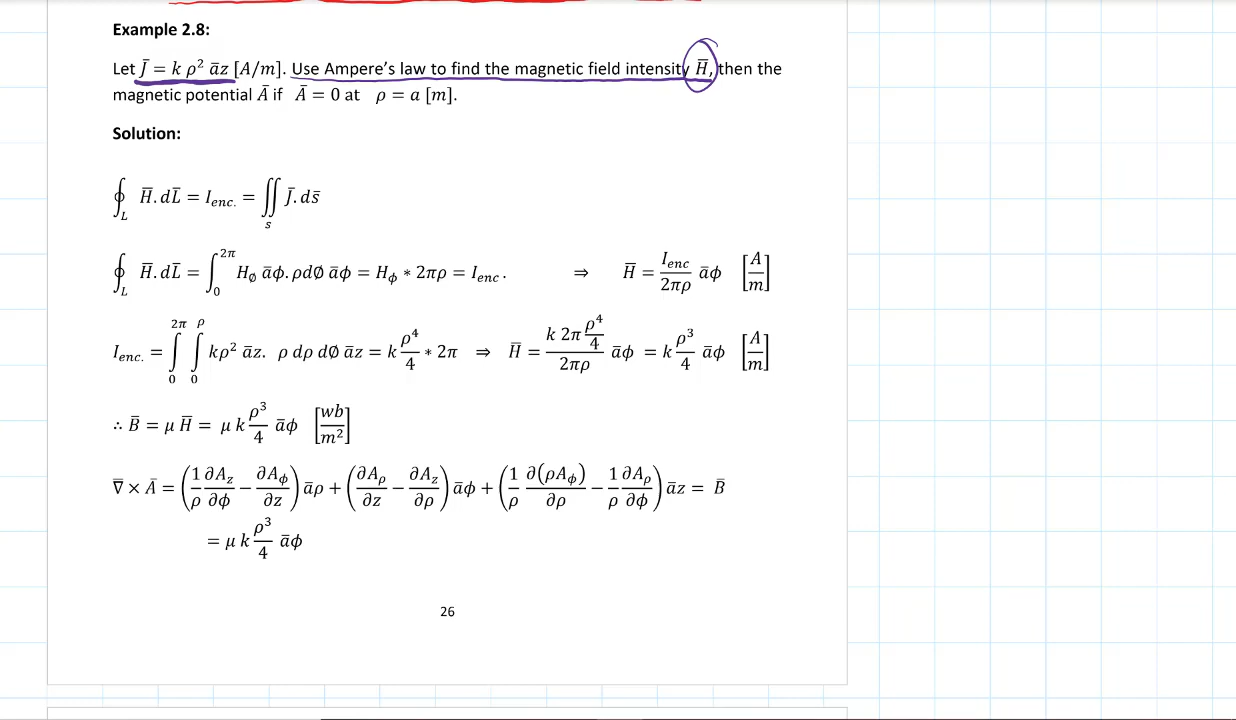 Example 2.8:
Let J̄ = k ρ² āz [A/m]. Use Ampere's law to find the magnetic field intensity H̄, then the
magnetic potential Ā if Ā = 0 at ρ = a [m].
Solution:
∮_L H̄.dL̄ = I_enc. = ∬_s J̄.ds̄
∮_L H̄.dL̄ = ∫_0^2π H_∅ āϕ.ρd∅ āϕ = H_ϕ ∗ 2πρ = I_enc. ⇒ H̄ = I_enc/2πρ āϕ [A/m]
I_enc. = ∫_0^2π ∫_0^ρ kρ² āz. ρ dρ d∅ āz = k ρ⁴/4 ∗ 2π ⇒ H̄ = (k 2π ρ⁴/4)/2πρ āϕ = k ρ³/4 āϕ [A/m]
∴ B̄ = μ H̄ = μ k ρ³/4 āϕ [wb/m²]
∇̄ × Ā = (1/ρ ∂A_z/∂ϕ − ∂A_ϕ/∂z) āρ + (∂A_ρ/∂z − ∂A_z/∂ρ) āϕ + (1/ρ ∂(ρA_ϕ)/∂ρ − 1/ρ ∂A_ρ/∂ϕ) āz = B̄
= μ k ρ³/4 āϕ
26